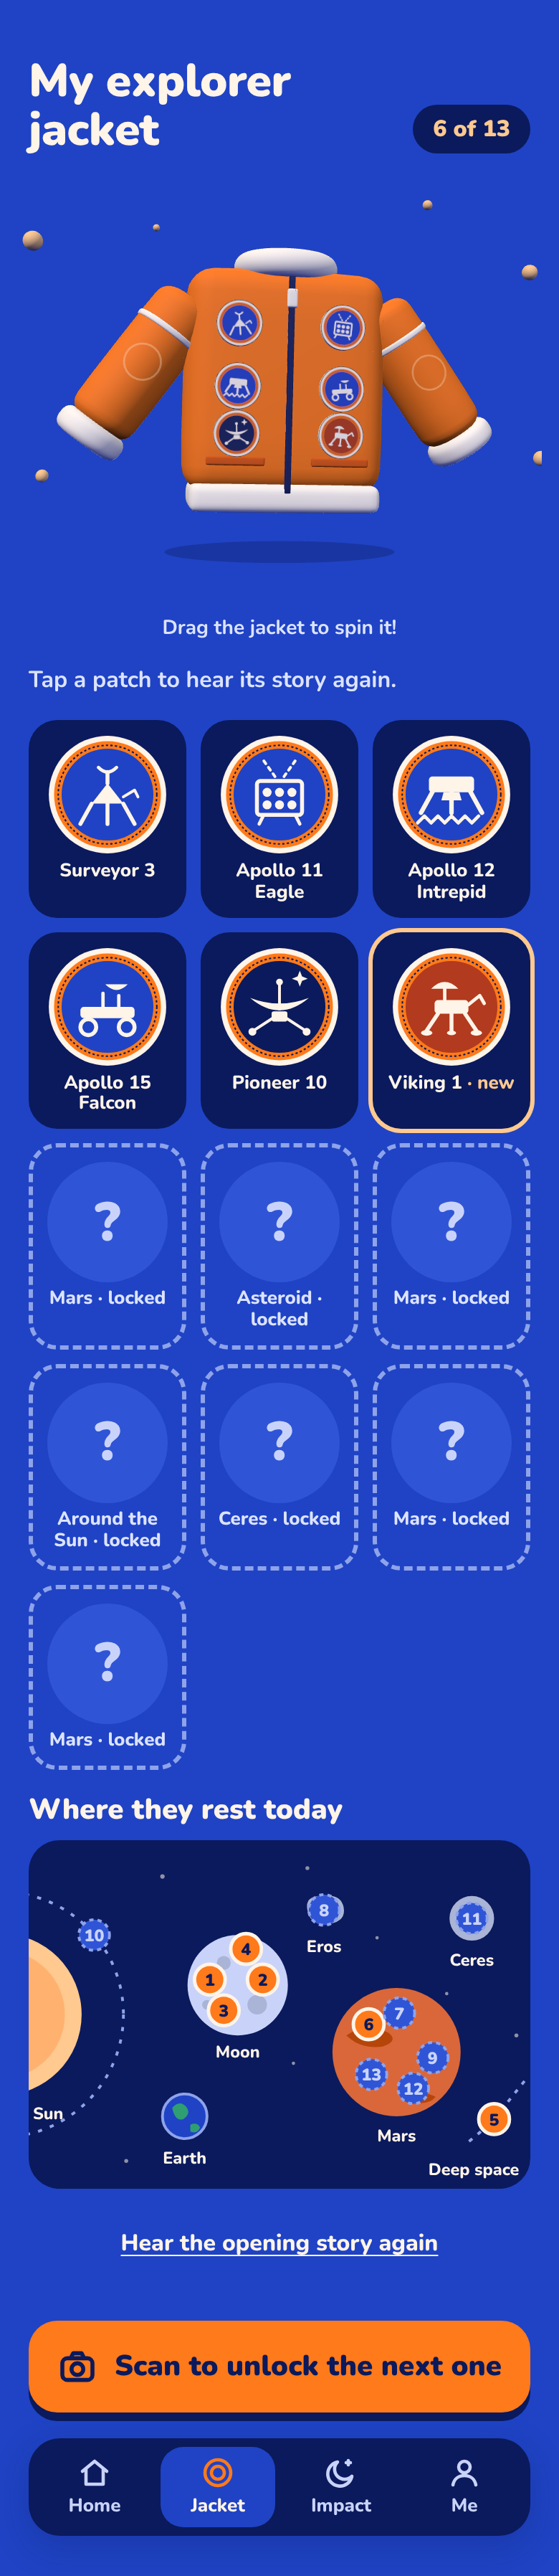 My explorer
jacket
6 of 13
Drag the jacket to spin it!
Tap a patch to hear its story again.
Surveyor 3
Apollo 11
Eagle
Apollo 12
Intrepid
Apollo 15
Falcon
Pioneer 10
Viking 1 · new
?
Mars · locked
?
Asteroid ·
locked
?
Mars · locked
?
Around the
Sun · locked
?
Ceres · locked
?
Mars · locked
?
Mars · locked
Where they rest today
8
11
10
Eros
4
Ceres
1
2
3
7
6
Moon
9
13
12
Sun
5
Mars
Earth
Deep space
Hear the opening story again
Scan to unlock the next one
Home
Jacket
Impact
Me